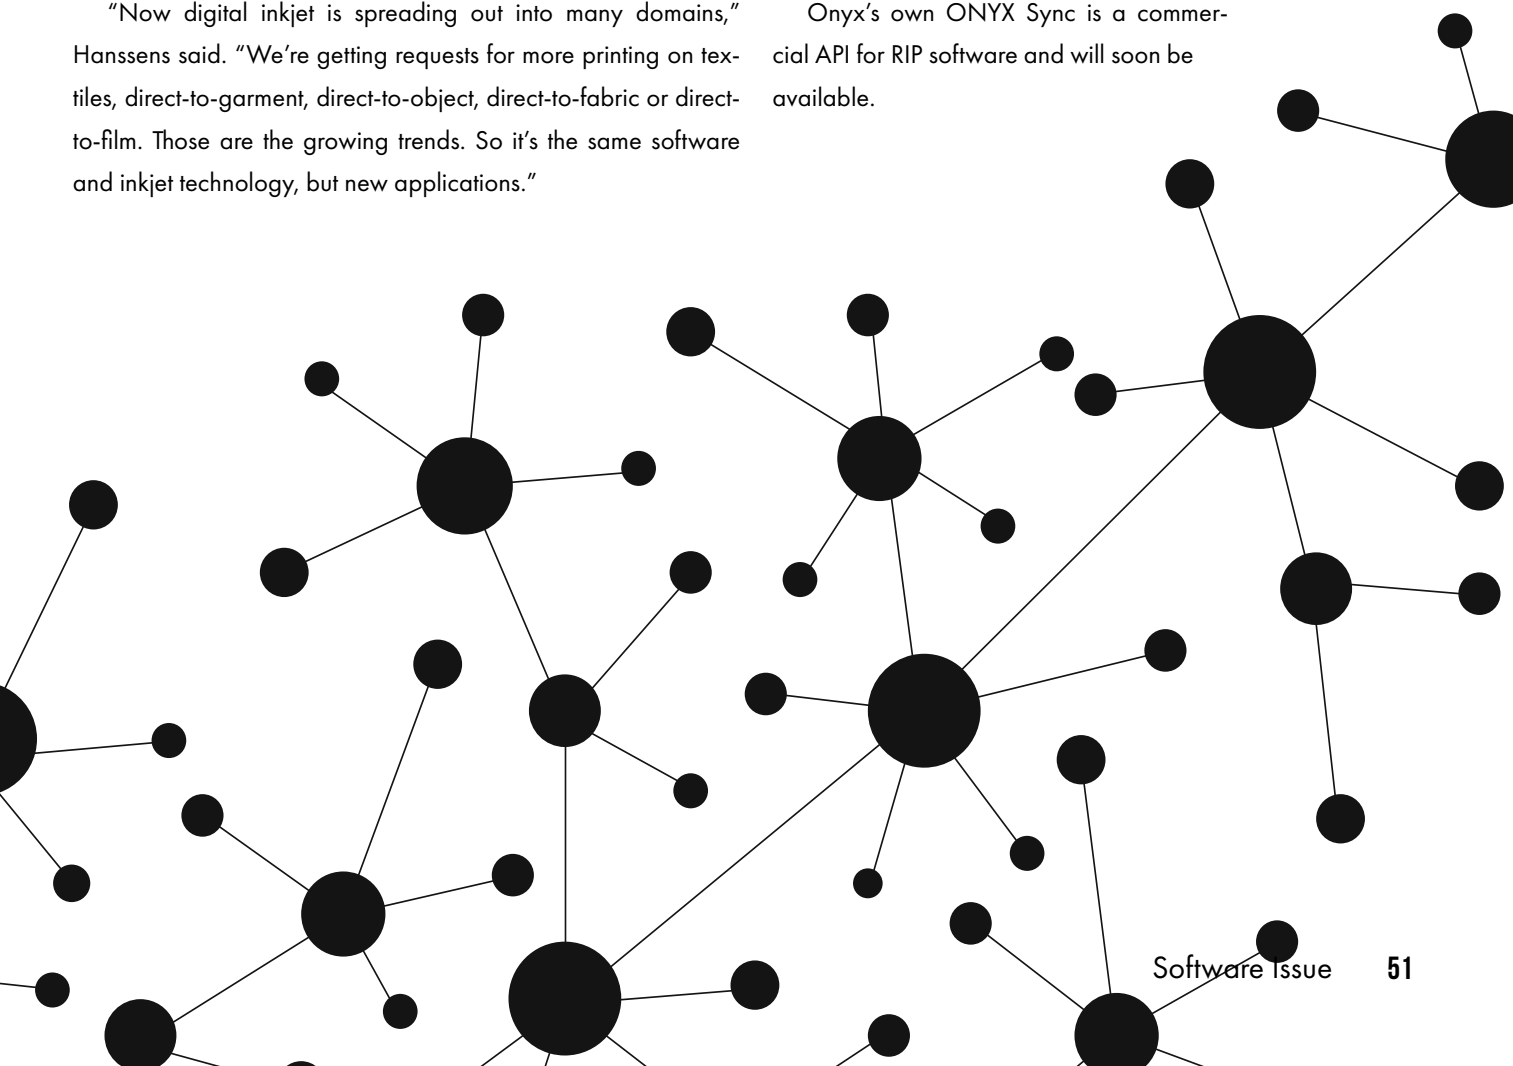 “Now digital inkjet is spreading out into many domains,”
Hanssens said. “We’re getting requests for more printing on tex-
tiles, direct-to-garment, direct-to-object, direct-to-fabric or direct-
to-film. Those are the growing trends. So it’s the same software
and inkjet technology, but new applications.”
Onyx’s own ONYX Sync is a commer-
cial API for RIP software and will soon be
available.
Software Issue 51